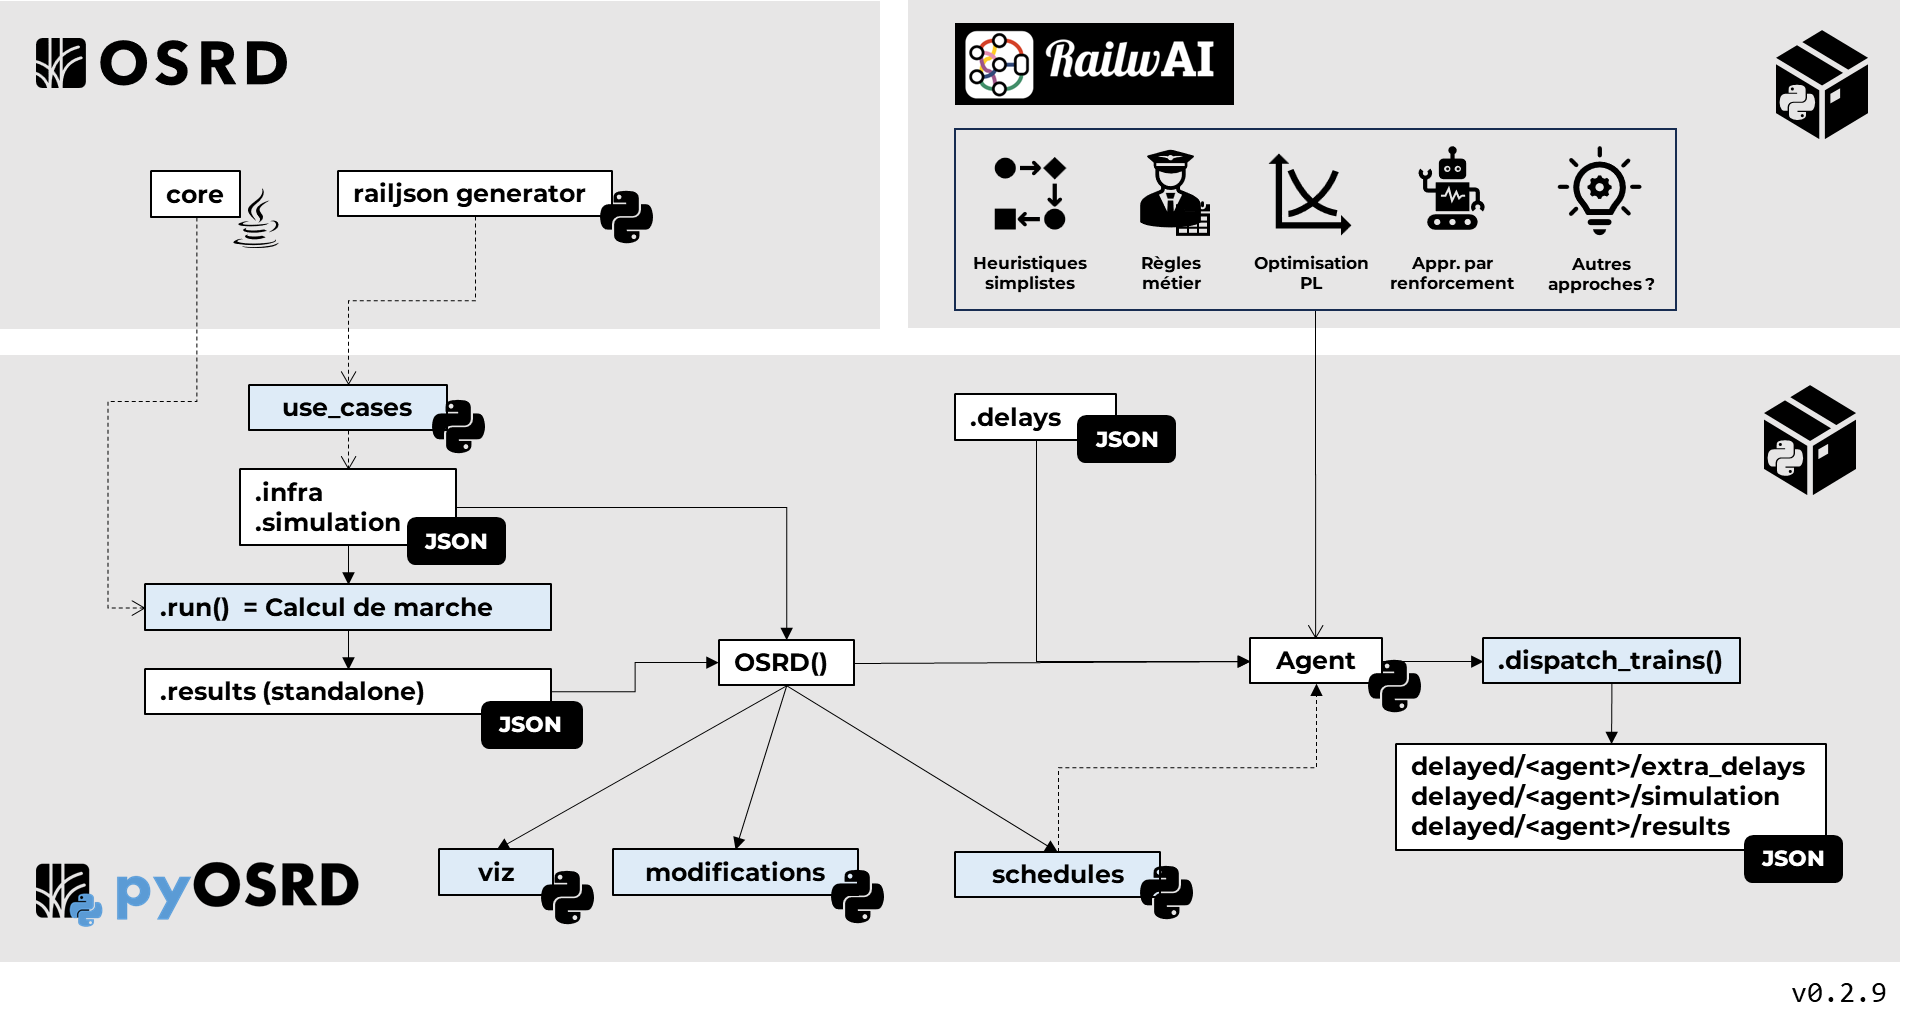 OSRD
core
railjson generator
RailwAI
Heuristiques
simplistes
Règles
métier
Optimisation
PL
Appr. par
renforcement
Autres
approches ?
use_cases
.infra
.simulation
JSON
.run()  = Calcul de marche
.results (standalone)
JSON
.delays
JSON
OSRD()
Agent
.dispatch_trains()
delayed/<agent>/extra_delays
delayed/<agent>/simulation
delayed/<agent>/results
JSON
viz
modifications
schedules
pyOSRD
v0.2.9